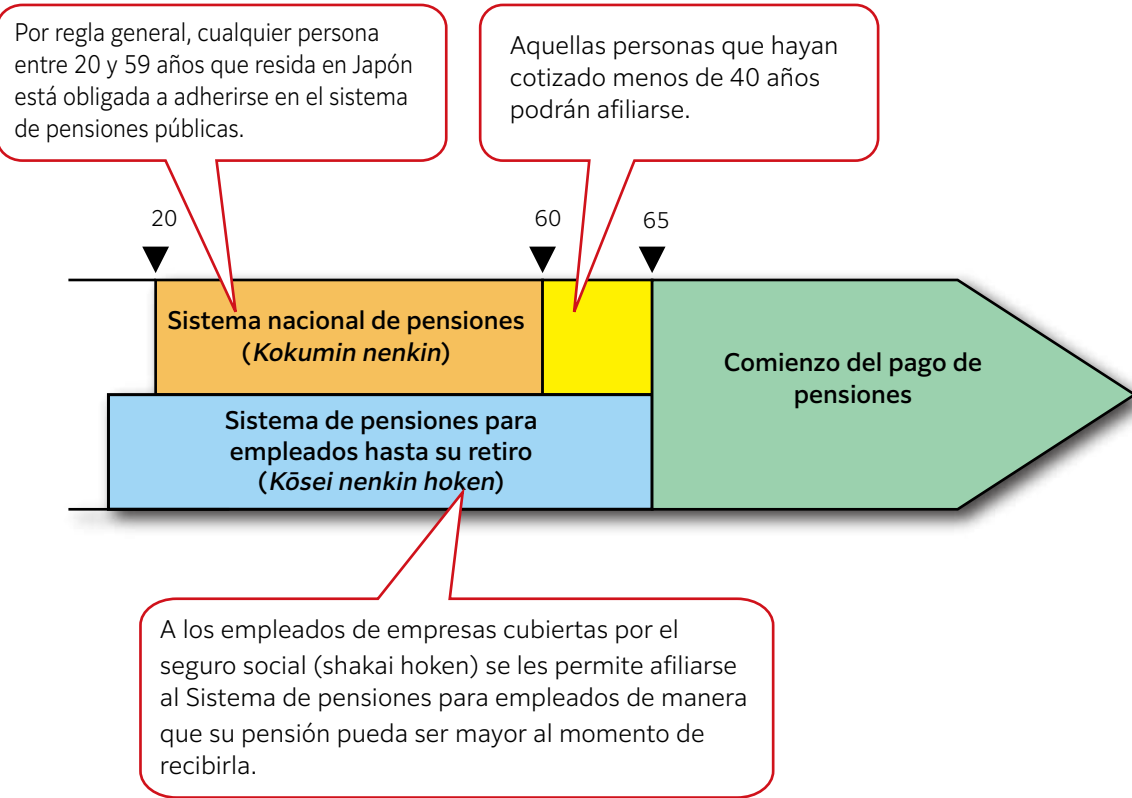 Por regla general, cualquier persona
entre 20 y 59 años que resida en Japón
está obligada a adherirse en el sistema
de pensiones públicas.
Aquellas personas que hayan
cotizado menos de 40 años
podrán afiliarse.
20
60
65
Sistema nacional de pensiones
(Kokumin nenkin)
Comienzo del pago de
pensiones
Sistema de pensiones para
empleados hasta su retiro
(Kōsei nenkin hoken)
A los empleados de empresas cubiertas por el
seguro social (shakai hoken) se les permite afiliarse
al Sistema de pensiones para empleados de manera
que su pensión pueda ser mayor al momento de
recibirla.